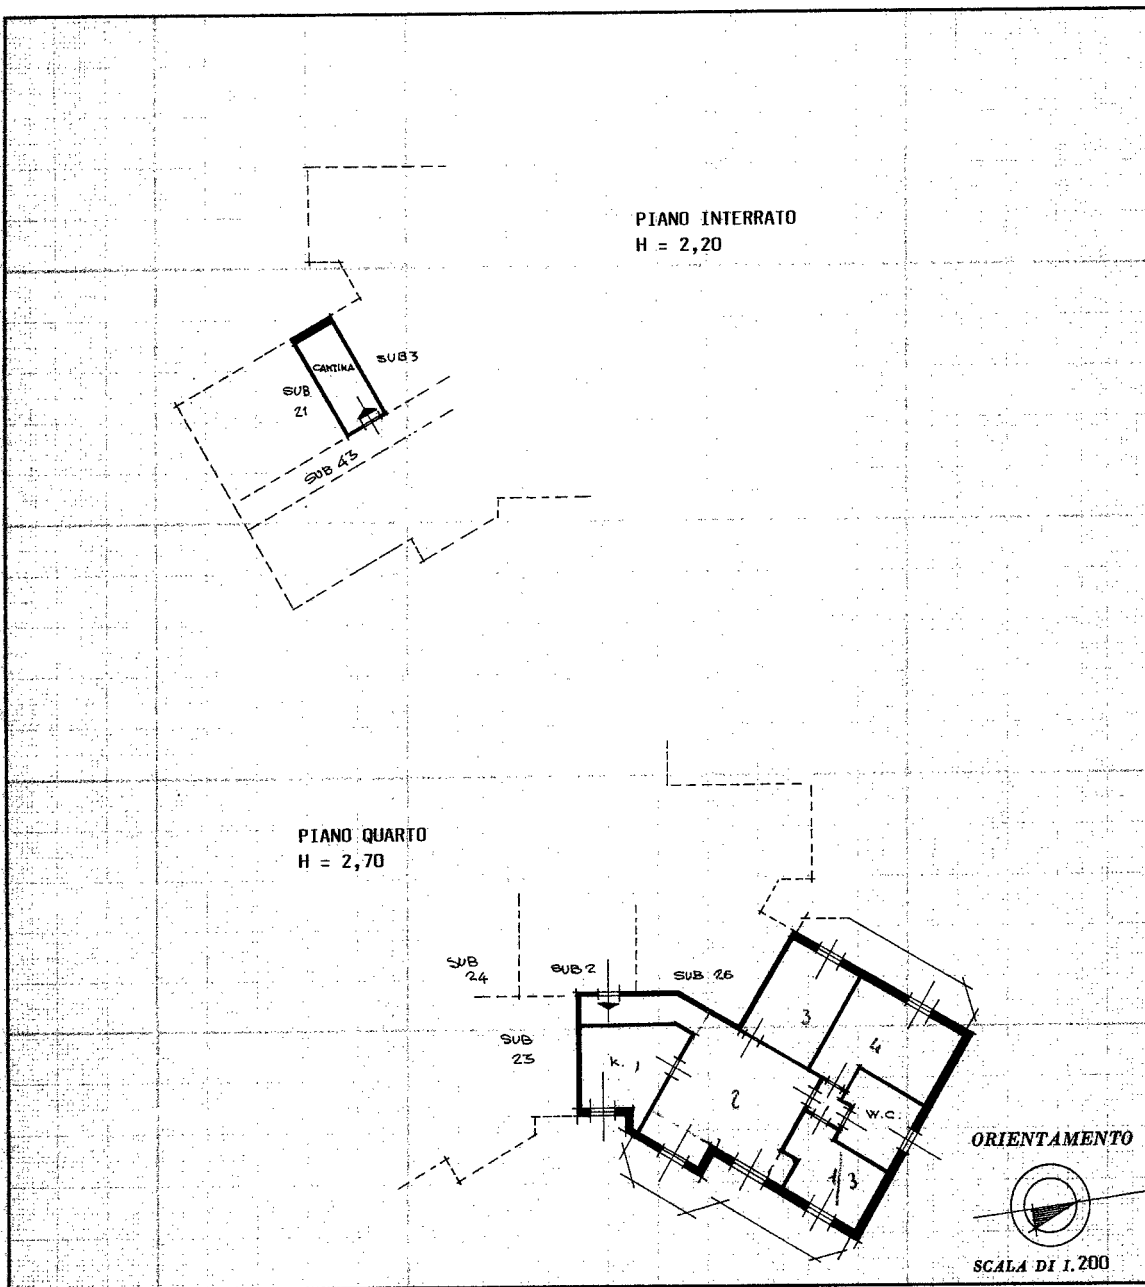 PIANO INTERRATO
H = 2,20
CANTINA
SUB 3
SUB
21
SUB 43
PIANO QUARTO
H = 2,70
SUB
24
SUB 2
SUB 26
SUB
23
3
4
K. 1
2
W.C.
1/3
ORIENTAMENTO
SCALA DI 1:200